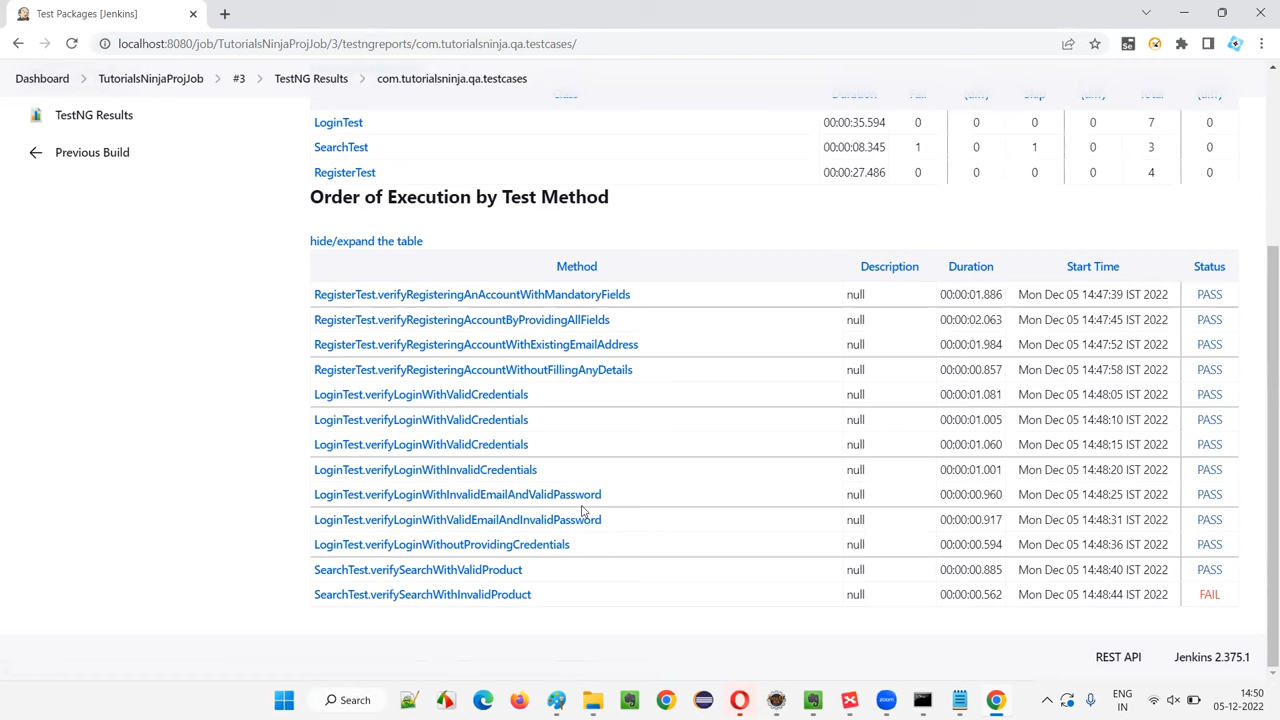 Test Packages [Jenkins]
localhost:8080/job/TutorialsNinjaProjJob/3/testngreports/com.tutorialsninja.qa.testcases/
Dashboard TutorialsNinjaProjJob #3 TestNG Results com.tutorialsninja.qa.testcases
TestNG Results
Previous Build
Class Duration Fail (diff) Skip (diff) Total (diff)
LoginTest 00:00:35.594 0 0 0 0 7 0
SearchTest 00:00:08.345 1 0 1 0 3 0
RegisterTest 00:00:27.486 0 0 0 0 4 0
Order of Execution by Test Method
hide/expand the table
Method Description Duration Start Time Status
RegisterTest.verifyRegisteringAnAccountWithMandatoryFields null 00:00:01.886 Mon Dec 05 14:47:39 IST 2022 PASS
RegisterTest.verifyRegisteringAccountByProvidingAllFields null 00:00:02.063 Mon Dec 05 14:47:45 IST 2022 PASS
RegisterTest.verifyRegisteringAccountWithExistingEmailAddress null 00:00:01.984 Mon Dec 05 14:47:52 IST 2022 PASS
RegisterTest.verifyRegisteringAccountWithoutFillingAnyDetails null 00:00:00.857 Mon Dec 05 14:47:58 IST 2022 PASS
LoginTest.verifyLoginWithValidCredentials null 00:00:01.081 Mon Dec 05 14:48:05 IST 2022 PASS
LoginTest.verifyLoginWithValidCredentials null 00:00:01.005 Mon Dec 05 14:48:10 IST 2022 PASS
LoginTest.verifyLoginWithValidCredentials null 00:00:01.060 Mon Dec 05 14:48:15 IST 2022 PASS
LoginTest.verifyLoginWithInvalidCredentials null 00:00:01.001 Mon Dec 05 14:48:20 IST 2022 PASS
LoginTest.verifyLoginWithInvalidEmailAndValidPassword null 00:00:00.960 Mon Dec 05 14:48:25 IST 2022 PASS
LoginTest.verifyLoginWithValidEmailAndInvalidPassword null 00:00:00.917 Mon Dec 05 14:48:31 IST 2022 PASS
LoginTest.verifyLoginWithoutProvidingCredentials null 00:00:00.594 Mon Dec 05 14:48:36 IST 2022 PASS
SearchTest.verifySearchWithValidProduct null 00:00:00.885 Mon Dec 05 14:48:40 IST 2022 PASS
SearchTest.verifySearchWithInvalidProduct null 00:00:00.562 Mon Dec 05 14:48:44 IST 2022 FAIL
REST API Jenkins 2.375.1
Search
ENG 14:50
IN 05-12-2022